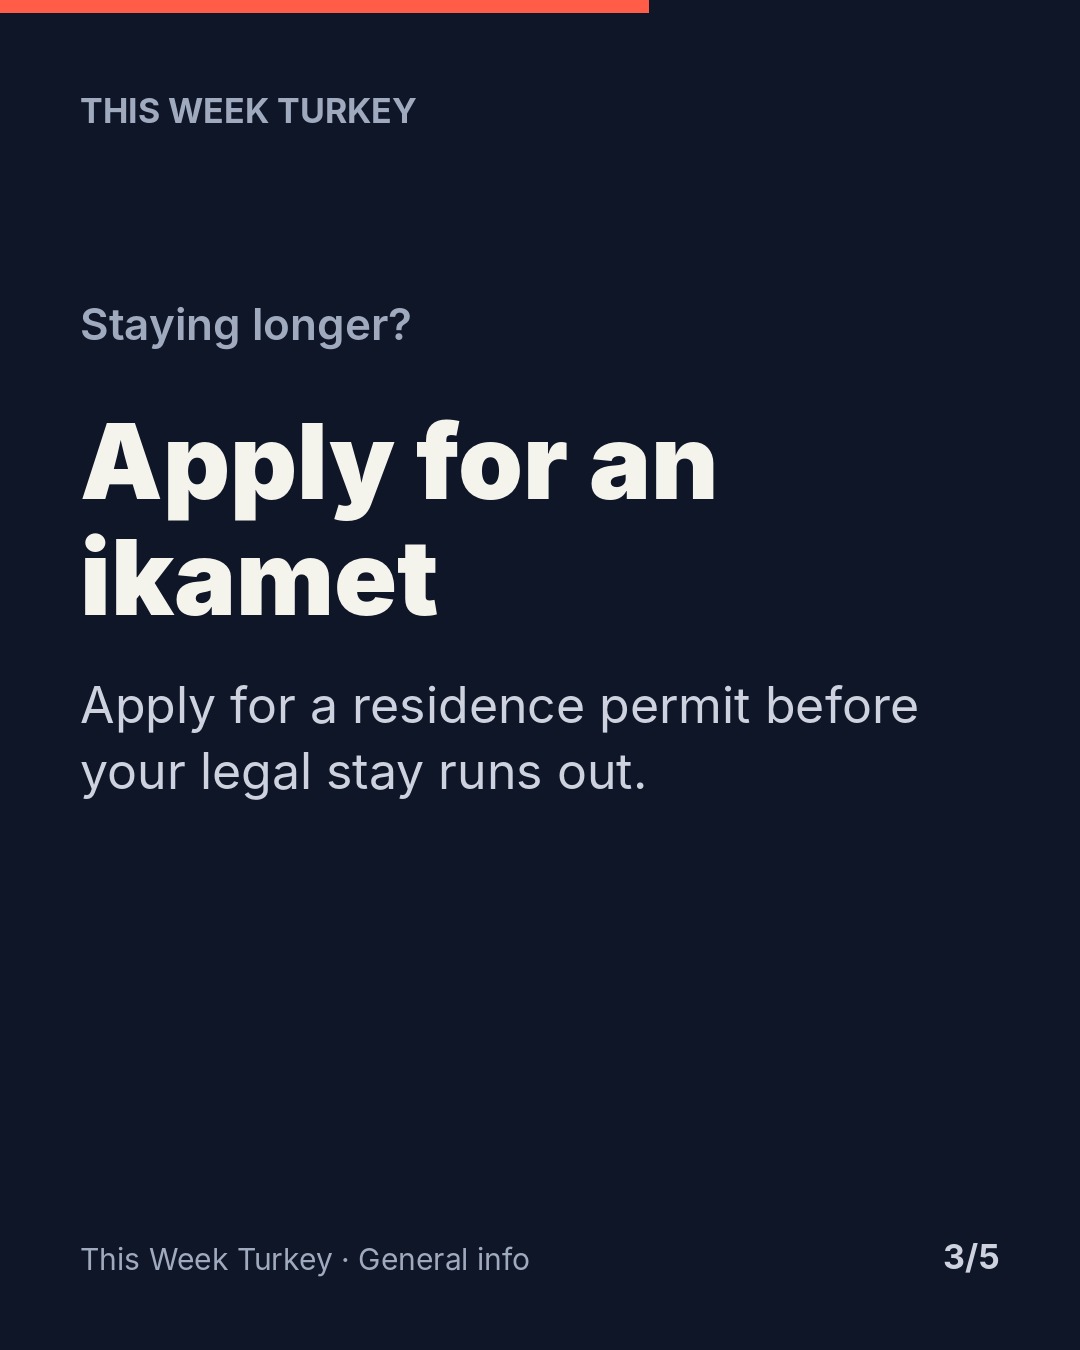 THIS WEEK TURKEY
Staying longer?
Apply for an
ikamet
Apply for a residence permit before
your legal stay runs out.
This Week Turkey · General info
3/5